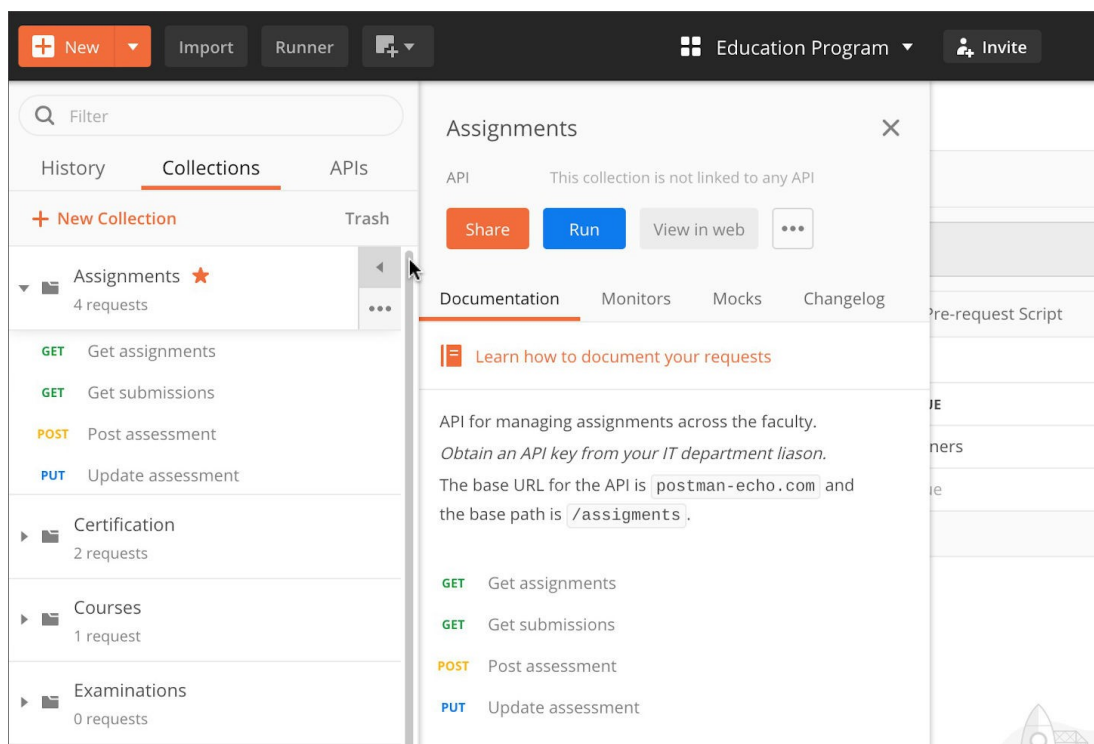 New
Import
Runner
Education Program
Invite
Filter
History Collections APIs
New Collection Trash
Assignments
4 requests
GET Get assignments
GET Get submissions
POST Post assessment
PUT Update assessment
Certification
2 requests
Courses
1 request
Examinations
0 requests
Assignments
API This collection is not linked to any API
Share Run View in web
Documentation Monitors Mocks Changelog
Learn how to document your requests
API for managing assignments across the faculty.
Obtain an API key from your IT department liason.
The base URL for the API is postman-echo.com and
the base path is /assigments.
GET Get assignments
GET Get submissions
POST Post assessment
PUT Update assessment
Pre-request Script